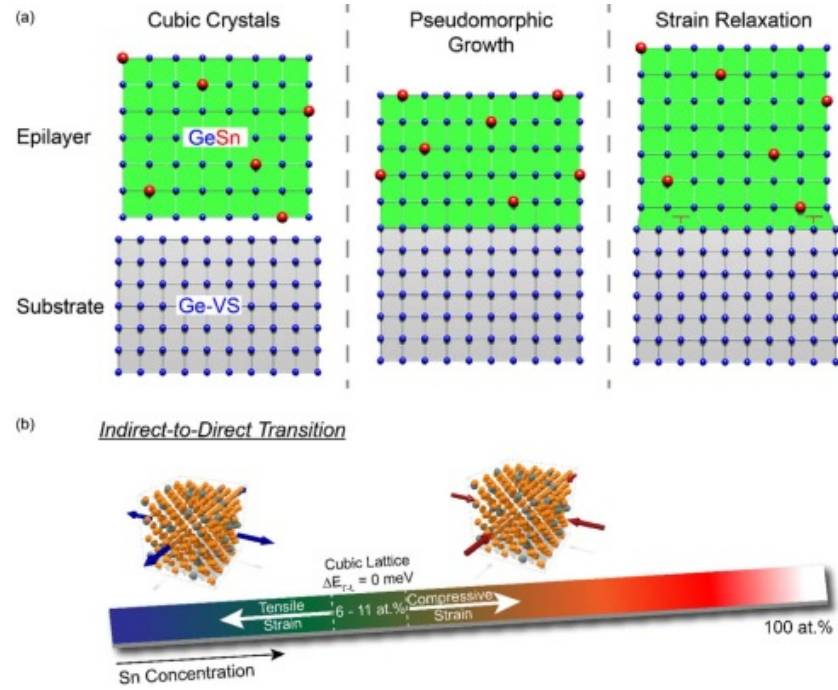 (a)
Cubic Crystals
Pseudomorphic
Growth
Strain Relaxation
Epilayer
GeSn
Substrate
Ge-VS
(b)
Indirect-to-Direct Transition
Cubic Lattice
ΔE_Γ-L = 0 meV
Tensile
Strain
6 - 11 at.%
Compressive
Strain
100 at.%
Sn Concentration